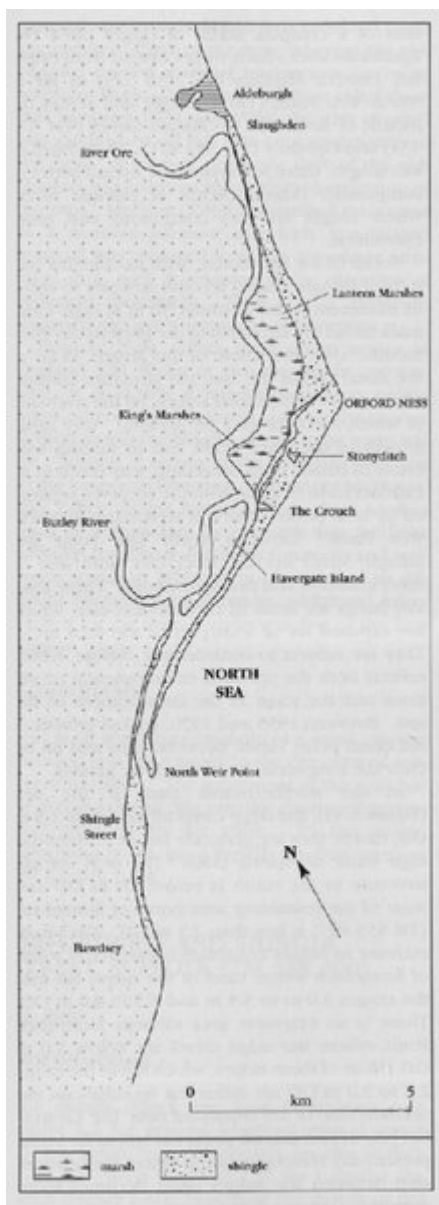 Aldeburgh
Slaughden
River Ore
Lantern Marshes
ORFORD NESS
King's Marshes
Stonyditch
The Crouch
Butley River
Havergate Island
NORTH
SEA
North Weir Point
Shingle
Street
N
Bawdsey
0
5
km
marsh
shingle